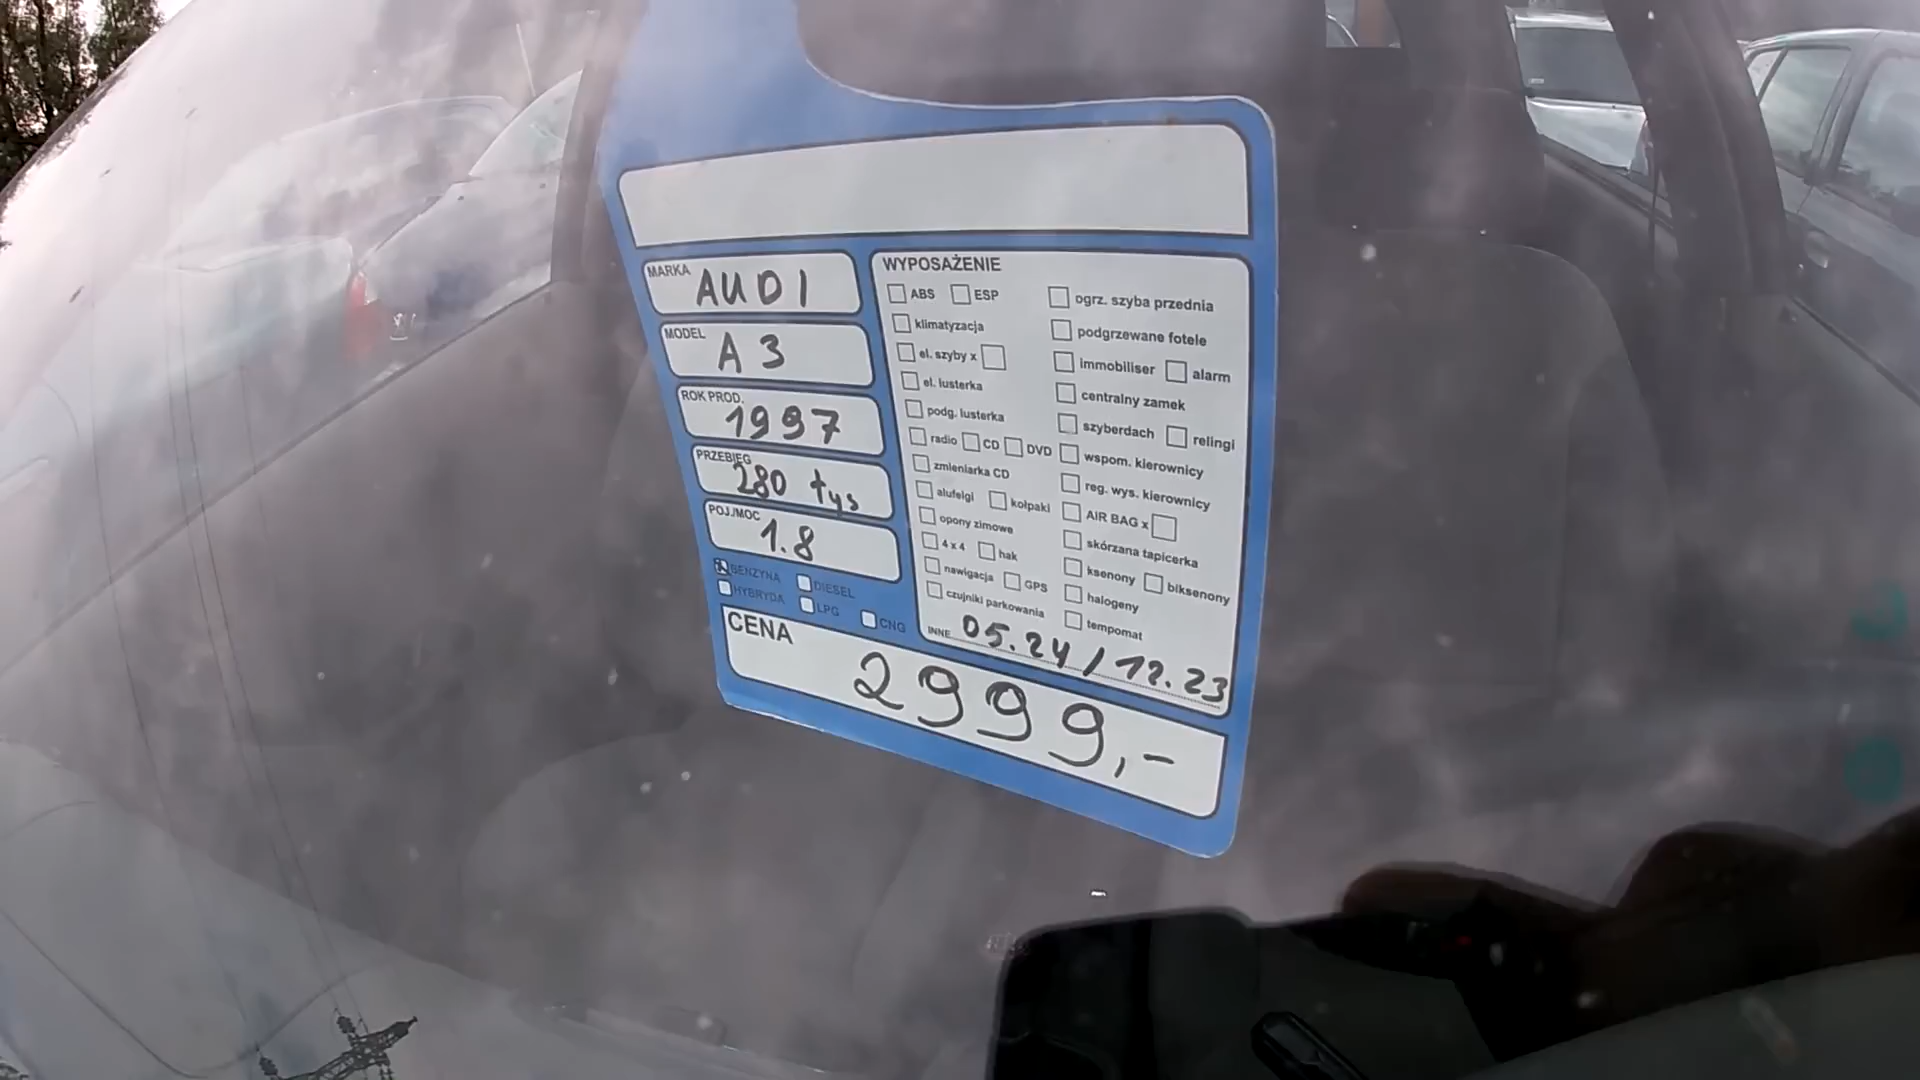 MARKA AUDI
MODEL A3
ROK PROD. 1997
PRZEBIEG 280 tys
POJ./MOC 1.8
BENZYNA DIESEL
HYBRYDA LPG CNG
WYPOSAŻENIE
ABS ESP
klimatyzacja
el. szyby x
el. lusterka
podg. lusterka
radio CD DVD
zmieniarka CD
alufelgi kołpaki
opony zimowe
4 x 4 hak
nawigacja GPS
czujniki parkowania
ogrz. szyba przednia
podgrzewane fotele
immobiliser alarm
centralny zamek
szyberdach relingi
wspom. kierownicy
reg. wys. kierownicy
AIR BAG x
skórzana tapicerka
ksenony biksenony
halogeny
tempomat
INNE 05.24/12.23
CENA 2999,-